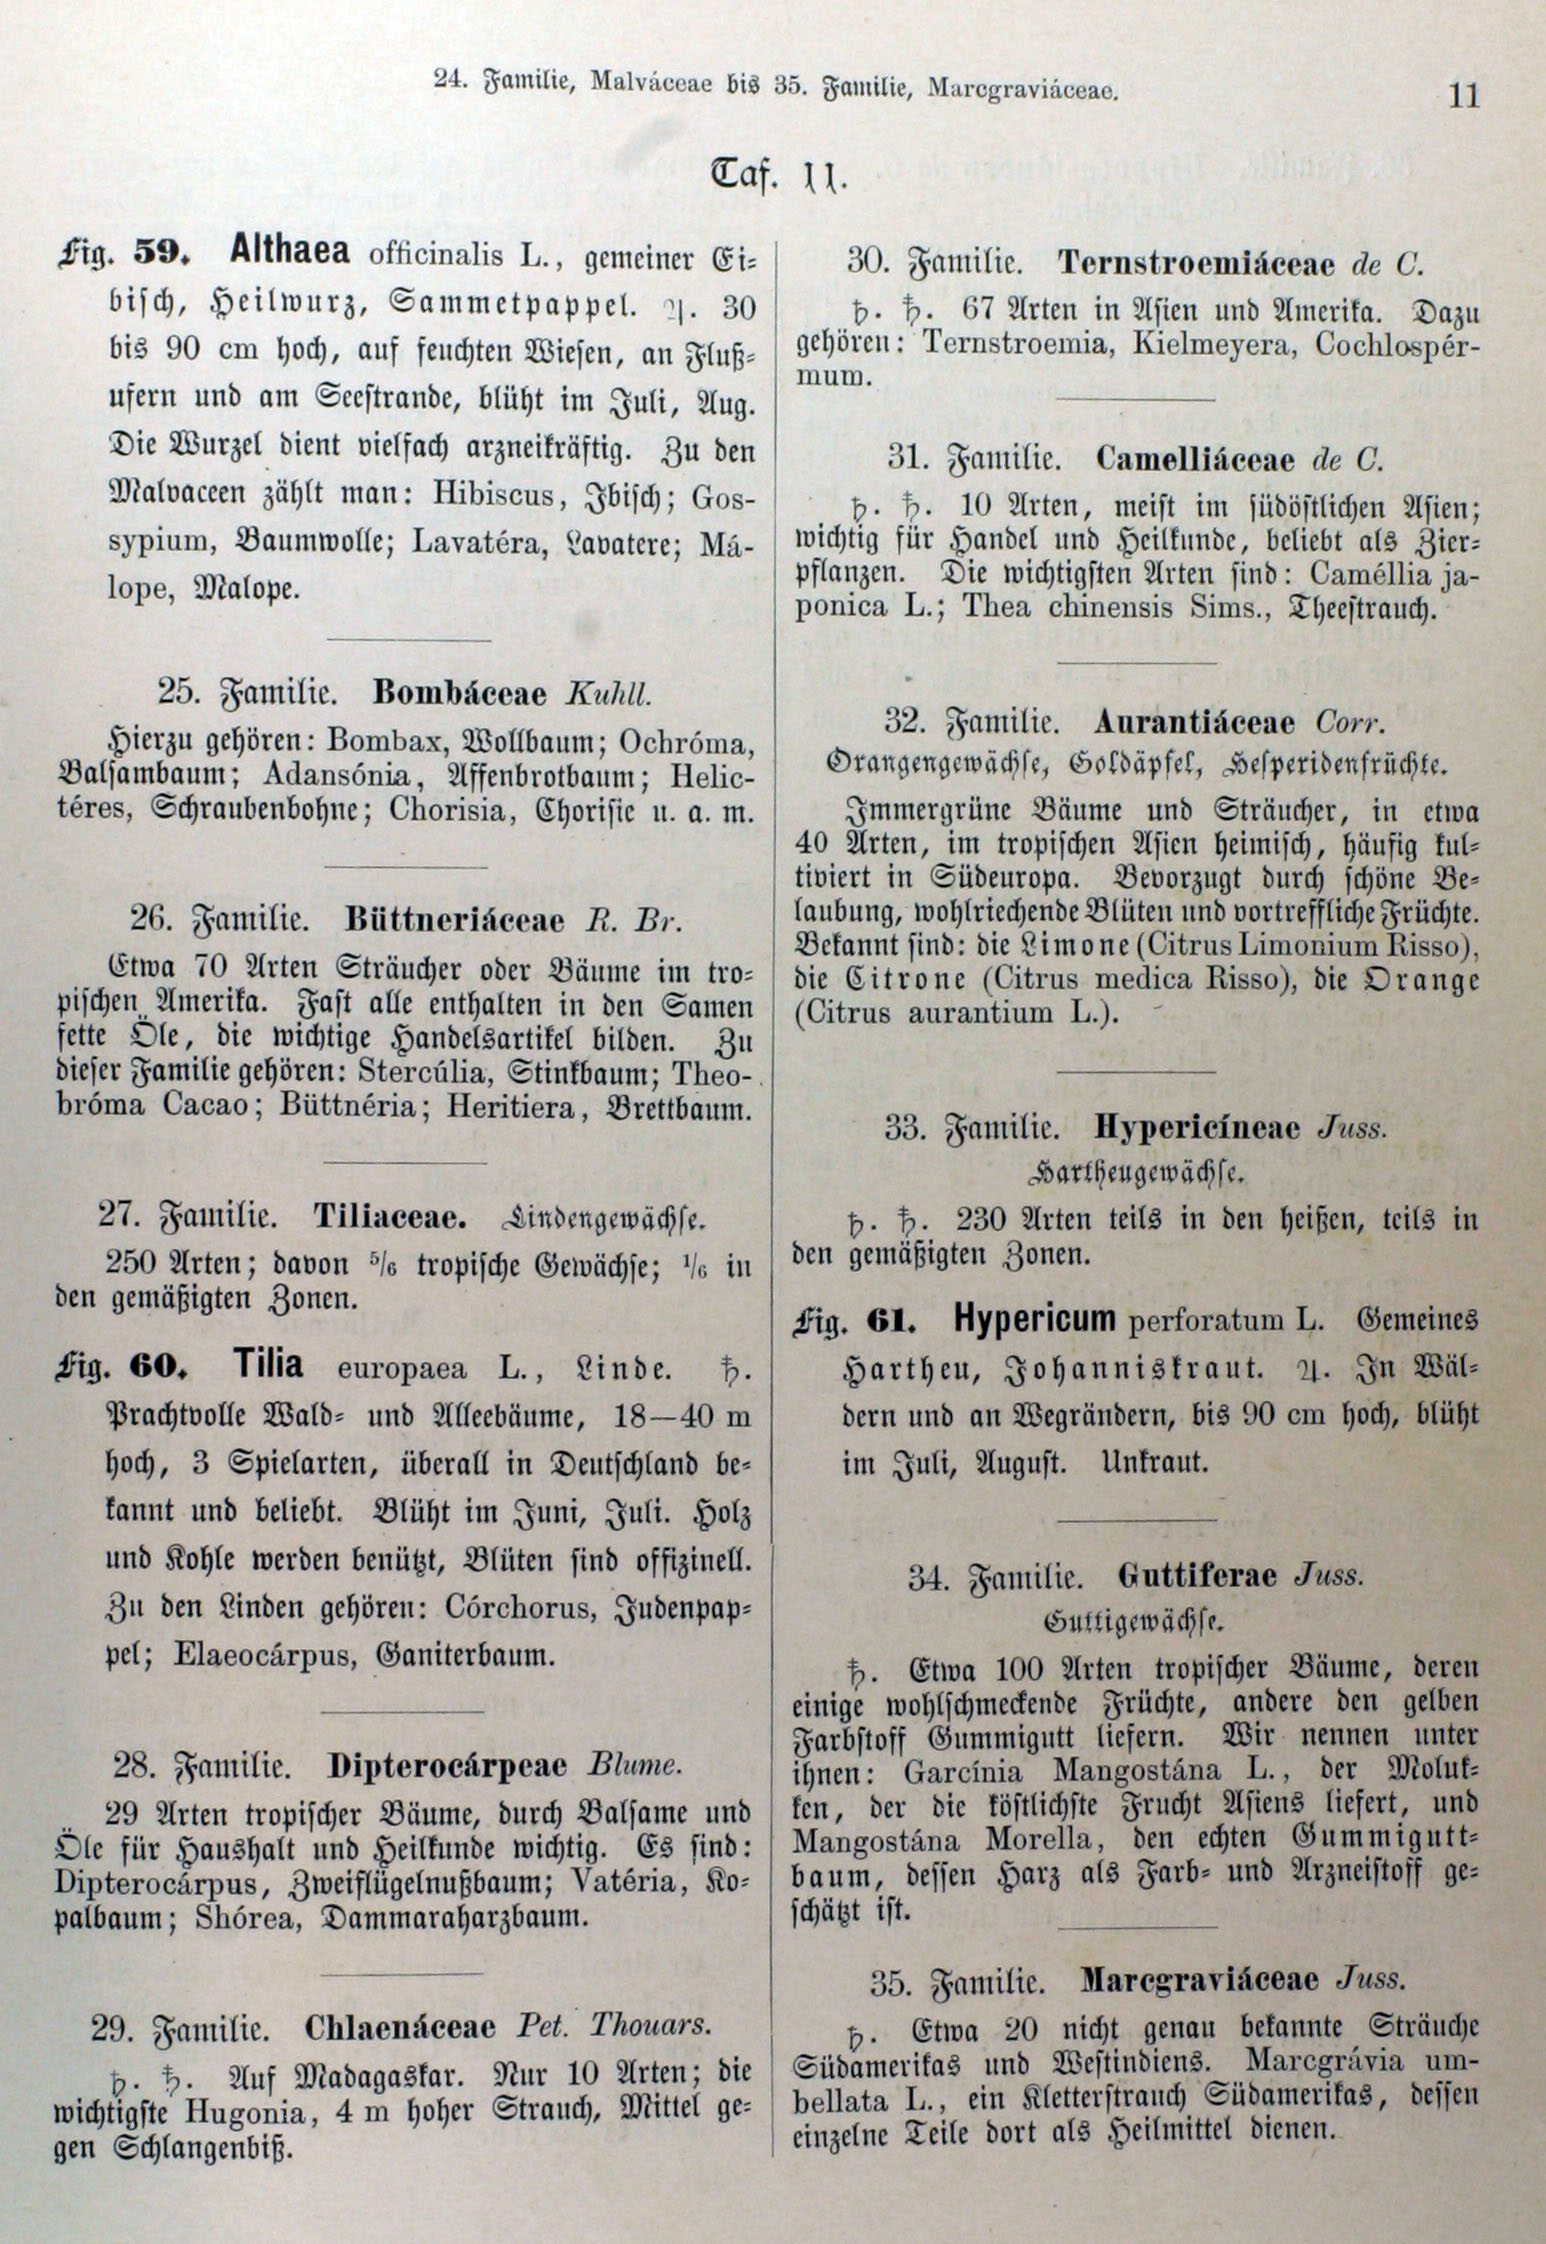 24. Familie, Malváceae bis 35. Familie, Marcgraviáceae.
11
Taf. 11.
Fig. 59. Althaea officinalis L., gemeiner Ei-
bisch, Heilwurz, Sammetpappel. ♃. 30
bis 90 cm hoch, auf feuchten Wiesen, an Fluß-
ufern und am Seestrande, blüht im Juli, Aug.
Die Wurzel dient vielfach arzneikräftig. Zu den
Malvaceen zählt man: Hibiscus, Ibisch; Gos-
sypium, Baumwolle; Lavatéra, Lavatere; Má-
lope, Malope.
25. Familie. Bombáceae Kuhll.
Hierzu gehören: Bombax, Wollbaum; Ochróma,
Balsambaum; Adansónia, Affenbrotbaum; Helic-
téres, Schraubenbohne; Chorisia, Chorisie u. a. m.
26. Familie. Büttneriáceae R. Br.
Etwa 70 Arten Sträucher oder Bäume im tro-
pischen Amerika. Fast alle enthalten in den Samen
fette Öle, die wichtige Handelsartikel bilden. Zu
dieser Familie gehören: Stercúlia, Stinkbaum; Theo-
bróma Cacao; Büttnéria; Heritiera, Brettbaum.
27. Familie. Tiliaceae. Lindengewächse.
250 Arten; davon 5/6 tropische Gewächse; 1/6 in
den gemäßigten Zonen.
Fig. 60. Tilia europaea L., Linde. ♄.
Prachtvolle Wald- und Alleebäume, 18—40 m
hoch, 3 Spielarten, überall in Deutschland be-
kannt und beliebt. Blüht im Juni, Juli. Holz
und Kohle werden benützt, Blüten sind offizinell.
Zu den Linden gehören: Córchorus, Judenpap-
pel; Elaeocárpus, Ganiterbaum.
28. Familie. Dipterocárpeae Blume.
29 Arten tropischer Bäume, durch Balsame und
Öle für Haushalt und Heilkunde wichtig. Es sind:
Dipterocárpus, Zweiflügelnußbaum; Vatéria, Ko-
palbaum; Shórea, Dammaraharzbaum.
29. Familie. Chlaenáceae Pet. Thouars.
ƕ. ♄. Auf Madagaskar. Nur 10 Arten; die
wichtigste Hugonia, 4 m hoher Strauch, Mittel ge-
gen Schlangenbiß.
30. Familie. Ternstroemiáceae de C.
ƕ. ♄. 67 Arten in Asien und Amerika. Dazu
gehören: Ternstroemia, Kielmeyera, Cochlospér-
mum.
31. Familie. Camelliáceae de C.
ƕ. ♄. 10 Arten, meist im südöstlichen Asien;
wichtig für Handel und Heilkunde, beliebt als Zier-
pflanzen. Die wichtigsten Arten sind: Caméllia ja-
ponica L.; Thea chinensis Sims., Theestrauch.
32. Familie. Aurantiáceae Corr.
Orangengewächse, Goldäpfel, Hesperidenfrüchte.
Immergrüne Bäume und Sträucher, in etwa
40 Arten, im tropischen Asien heimisch, häufig kul-
tiviert in Südeuropa. Bevorzugt durch schöne Be-
laubung, wohlriechende Blüten und vortreffliche Früchte.
Bekannt sind: die Limone (Citrus Limonium Risso),
die Citrone (Citrus medica Risso), die Orange
(Citrus aurantium L.).
33. Familie. Hypericíneae Juss.
Hartheugewächse.
ƕ. ♄. 230 Arten teils in den heißen, teils in
den gemäßigten Zonen.
Fig. 61. Hypericum perforatum L. Gemeines
Hartheu, Johanniskraut. ♃. In Wäl-
dern und an Wegrändern, bis 90 cm hoch, blüht
im Juli, August. Unkraut.
34. Familie. Guttiferae Juss.
Guttigewächse.
♄. Etwa 100 Arten tropischer Bäume, deren
einige wohlschmeckende Früchte, andere den gelben
Farbstoff Gummigutt liefern. Wir nennen unter
ihnen: Garcínia Mangostána L., der Moluk-
ken, der die köstlichste Frucht Asiens liefert, und
Mangostána Morella, den echten Gummigutt-
baum, dessen Harz als Farb- und Arzneistoff ge-
schätzt ist.
35. Familie. Marcgraviáceae Juss.
ƕ. Etwa 20 nicht genau bekannte Sträuche
Südamerikas und Westindiens. Marcgrávia um-
bellata L., ein Kletterstrauch Südamerikas, dessen
einzelne Teile dort als Heilmittel dienen.